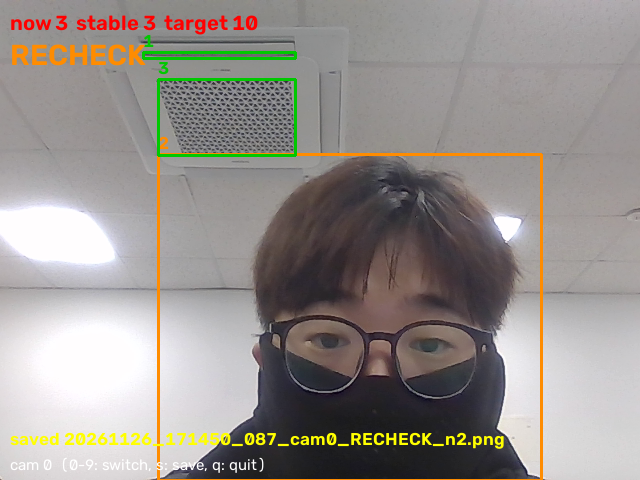 now 3 stable 3 target 10
RECHECK
1
3
2
saved 20261126_171450_087_cam0_RECHECK_n2.png
cam 0 (0-9: switch, s: save, q: quit)